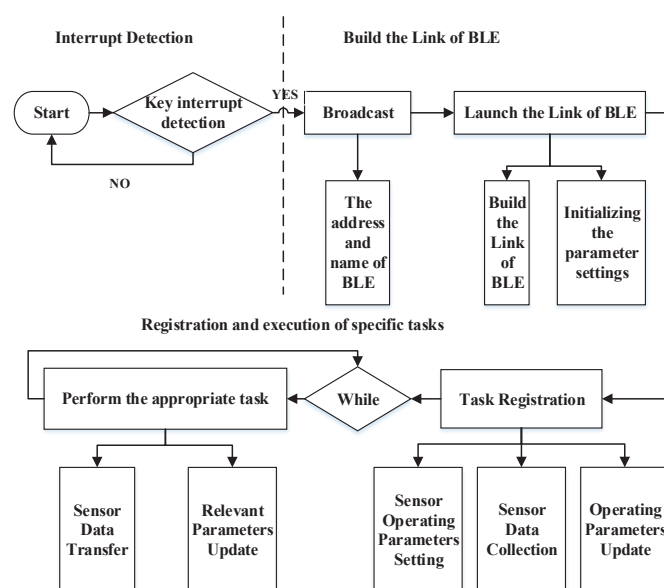 Interrupt Detection
Build the Link of BLE
Start
Key interrupt
detection
YES
NO
Broadcast
Launch the Link of BLE
The
address
and
name of
BLE
Build
the
Link
of
BLE
Initializing
the
parameter
settings
Registration and execution of specific tasks
Perform the appropriate task
While
Task Registration
Sensor
Data
Transfer
Relevant
Parameters
Update
Sensor
Operating
Parameters
Setting
Sensor
Data
Collection
Operating
Parameters
Update